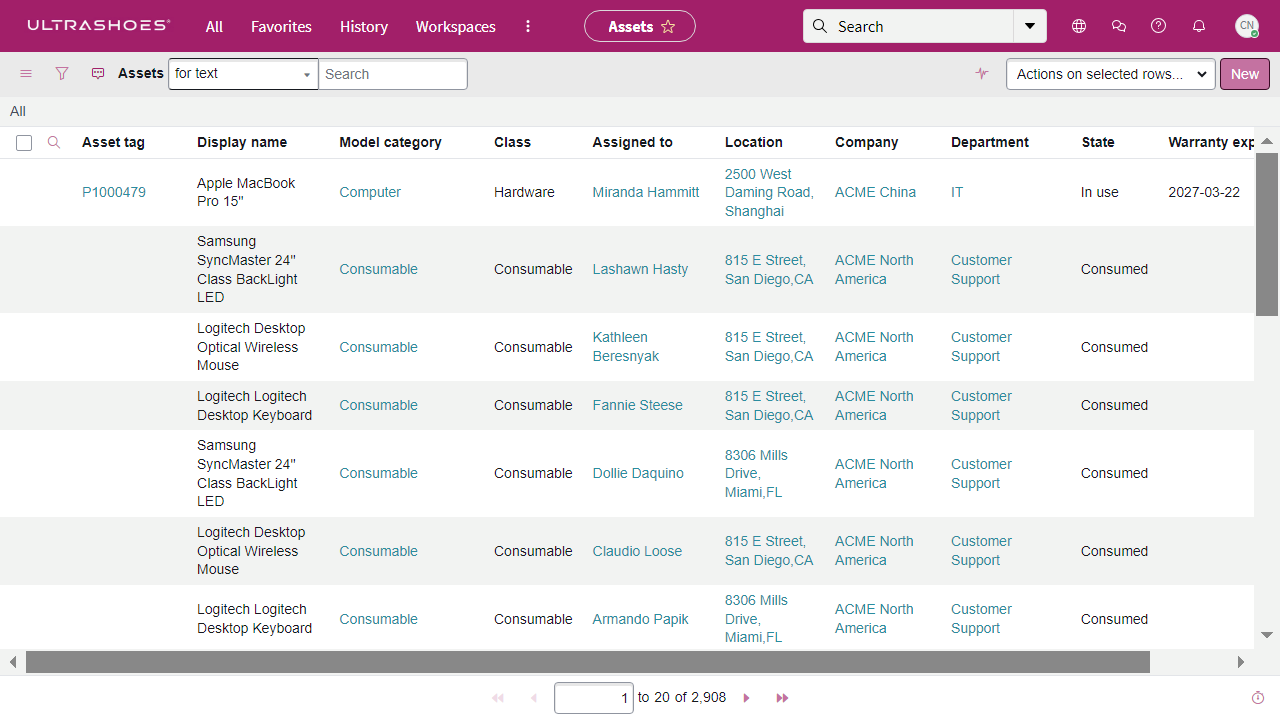 ULTRASHOES All Favorites History Workspaces Assets Search CN
Assets for text Search Actions on selected rows... New
All
Asset tag Display name Model category Class Assigned to Location Company Department State Warranty exp
P1000479 Apple MacBook Pro 15" Computer Hardware Miranda Hammitt 2500 West Daming Road, Shanghai ACME China IT In use 2027-03-22
Samsung SyncMaster 24" Class BackLight LED Consumable Consumable Lashawn Hasty 815 E Street, San Diego,CA ACME North America Customer Support Consumed
Logitech Desktop Optical Wireless Mouse Consumable Consumable Kathleen Beresnyak 815 E Street, San Diego,CA ACME North America Customer Support Consumed
Logitech Logitech Desktop Keyboard Consumable Consumable Fannie Steese 815 E Street, San Diego,CA ACME North America Customer Support Consumed
Samsung SyncMaster 24" Class BackLight LED Consumable Consumable Dollie Daquino 8306 Mills Drive, Miami,FL ACME North America Customer Support Consumed
Logitech Desktop Optical Wireless Mouse Consumable Consumable Claudio Loose 815 E Street, San Diego,CA ACME North America Customer Support Consumed
Logitech Logitech Desktop Keyboard Consumable Consumable Armando Papik 8306 Mills Drive, Miami,FL ACME North America Customer Support Consumed
1 to 20 of 2,908